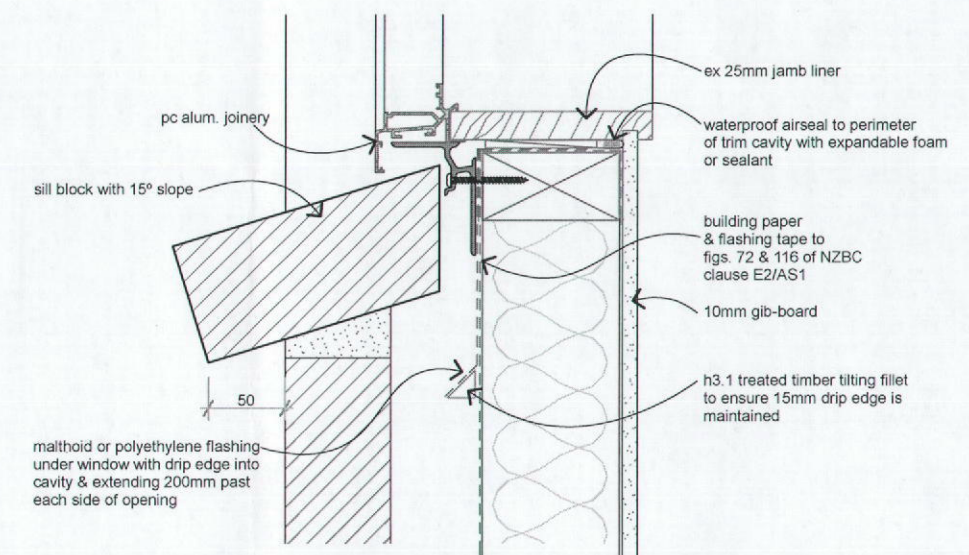 ex 25mm jamb liner
pc alum. joinery
waterproof airseal to perimeter
of trim cavity with expandable foam
or sealant
sill block with 15º slope
building paper
& flashing tape to
figs. 72 & 116 of NZBC
clause E2/AS1
10mm gib-board
h3.1 treated timber tilting fillet
to ensure 15mm drip edge is
maintained
50
malthoid or polyethylene flashing
under window with drip edge into
cavity & extending 200mm past
each side of opening